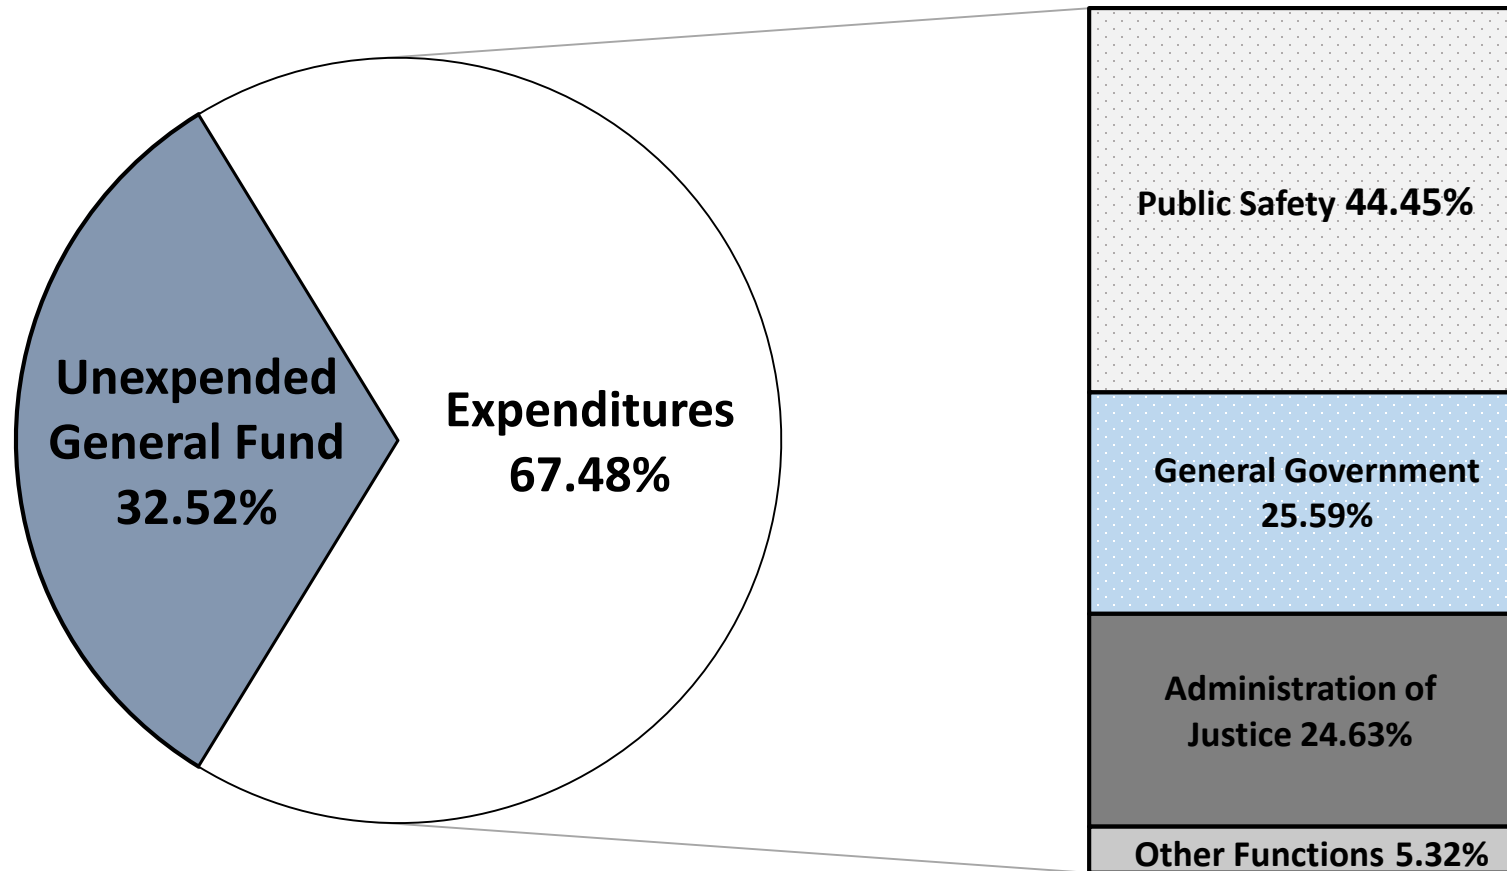 Unexpended
General Fund
32.52%
Expenditures
67.48%
Public Safety 44.45%
General Government
25.59%
Administration of
Justice 24.63%
Other Functions 5.32%